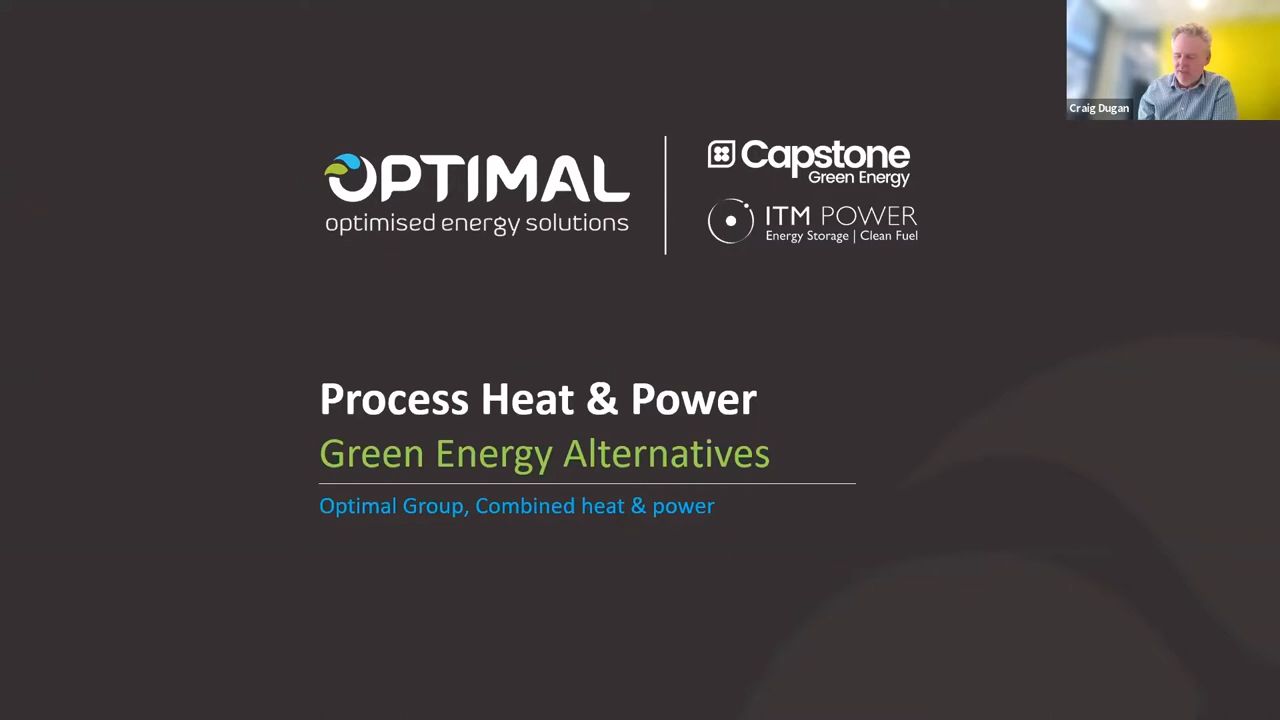 Craig Dugan
OPTIMAL
optimised energy solutions
Capstone
Green Energy
ITM POWER
Energy Storage | Clean Fuel
Process Heat & Power
Green Energy Alternatives
Optimal Group, Combined heat & power